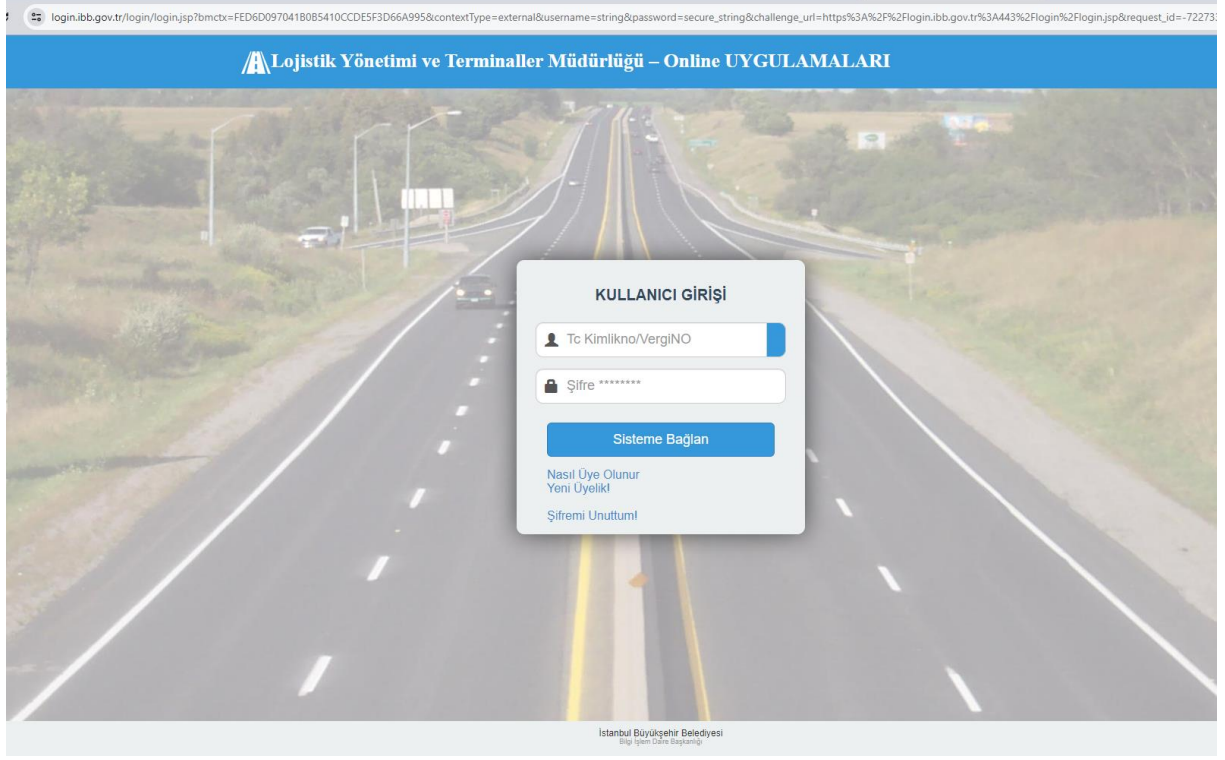 login.ibb.gov.tr/login/login.jsp?bmctx=FED6D097041B0B5410CCDE5F3D66A995&contextType=external&username=string&password=secure_string&challenge_url=https%3A%2F%2Flogin.ibb.gov.tr%3A443%2Flogin%2Flogin.jsp&request_id=-72273
Lojistik Yönetimi ve Terminaller Müdürlüğü – Online UYGULAMALARI
KULLANICI GİRİŞİ
Tc Kimlikno/VergiNO
Şifre ********
Sisteme Bağlan
Nasıl Üye Olunur
Yeni Üyelik!
Şifremi Unuttum!
İstanbul Büyükşehir Belediyesi
Bilgi İşlem Daire Başkanlığı